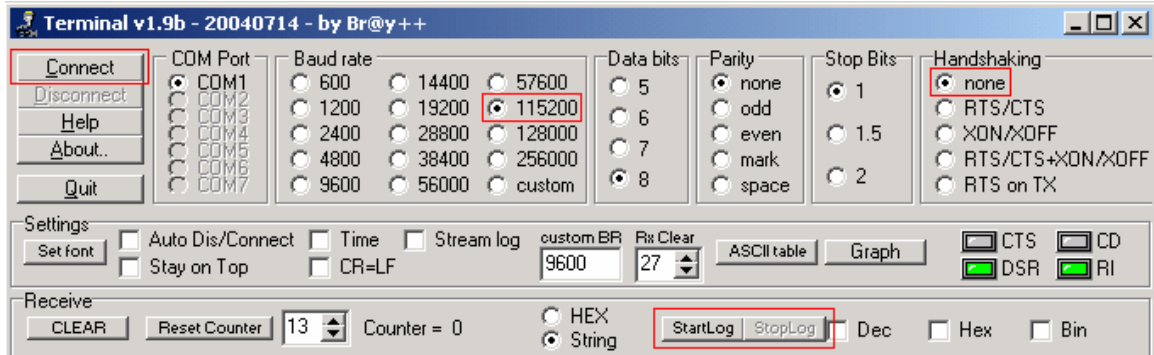 Terminal v1.9b - 20040714 - by Br@y++
Connect
Disconnect
Help
About..
Quit
COM Port
COM1
COM2
COM3
COM4
COM5
COM6
COM7
Baud rate
600 14400 57600
1200 19200 115200
2400 28800 128000
4800 38400 256000
9600 56000 custom
Data bits
5
6
7
8
Parity
none
odd
even
mark
space
Stop Bits
1
1.5
2
Handshaking
none
RTS/CTS
XON/XOFF
RTS/CTS+XON/XOFF
RTS on TX
Settings
Set font
Auto Dis/Connect Time Stream log
Stay on Top CR=LF
custom BR
9600
Rx Clear
27
ASCII table
Graph
CTS CD
DSR RI
Receive
CLEAR
Reset Counter
13
Counter = 0
HEX
String
StartLog
StopLog
Dec
Hex
Bin